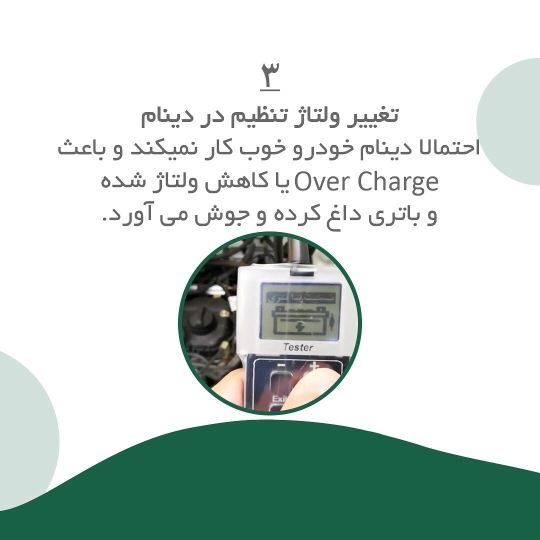 ۳
تغییر ولتاژ تنظیم در دینام
احتمالا دینام خودرو خوب کار نمیکند و باعث
Over Charge یا کاهش ولتاژ شده
و باتری داغ کرده و جوش می آورد.
Tester
- +
Exit